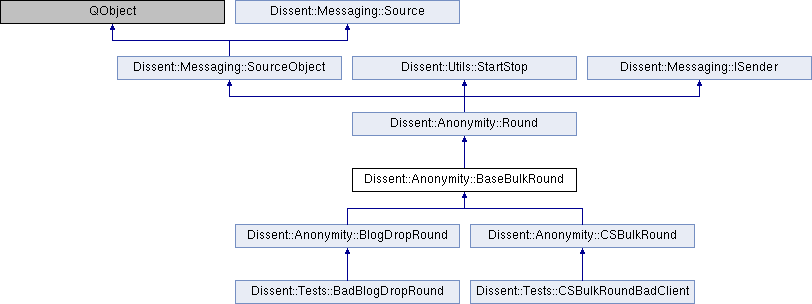 QObject
Dissent::Messaging::Source
Dissent::Messaging::SourceObject
Dissent::Utils::StartStop
Dissent::Messaging::ISender
Dissent::Anonymity::Round
Dissent::Anonymity::BaseBulkRound
Dissent::Anonymity::BlogDropRound
Dissent::Anonymity::CSBulkRound
Dissent::Tests::BadBlogDropRound
Dissent::Tests::CSBulkRoundBadClient